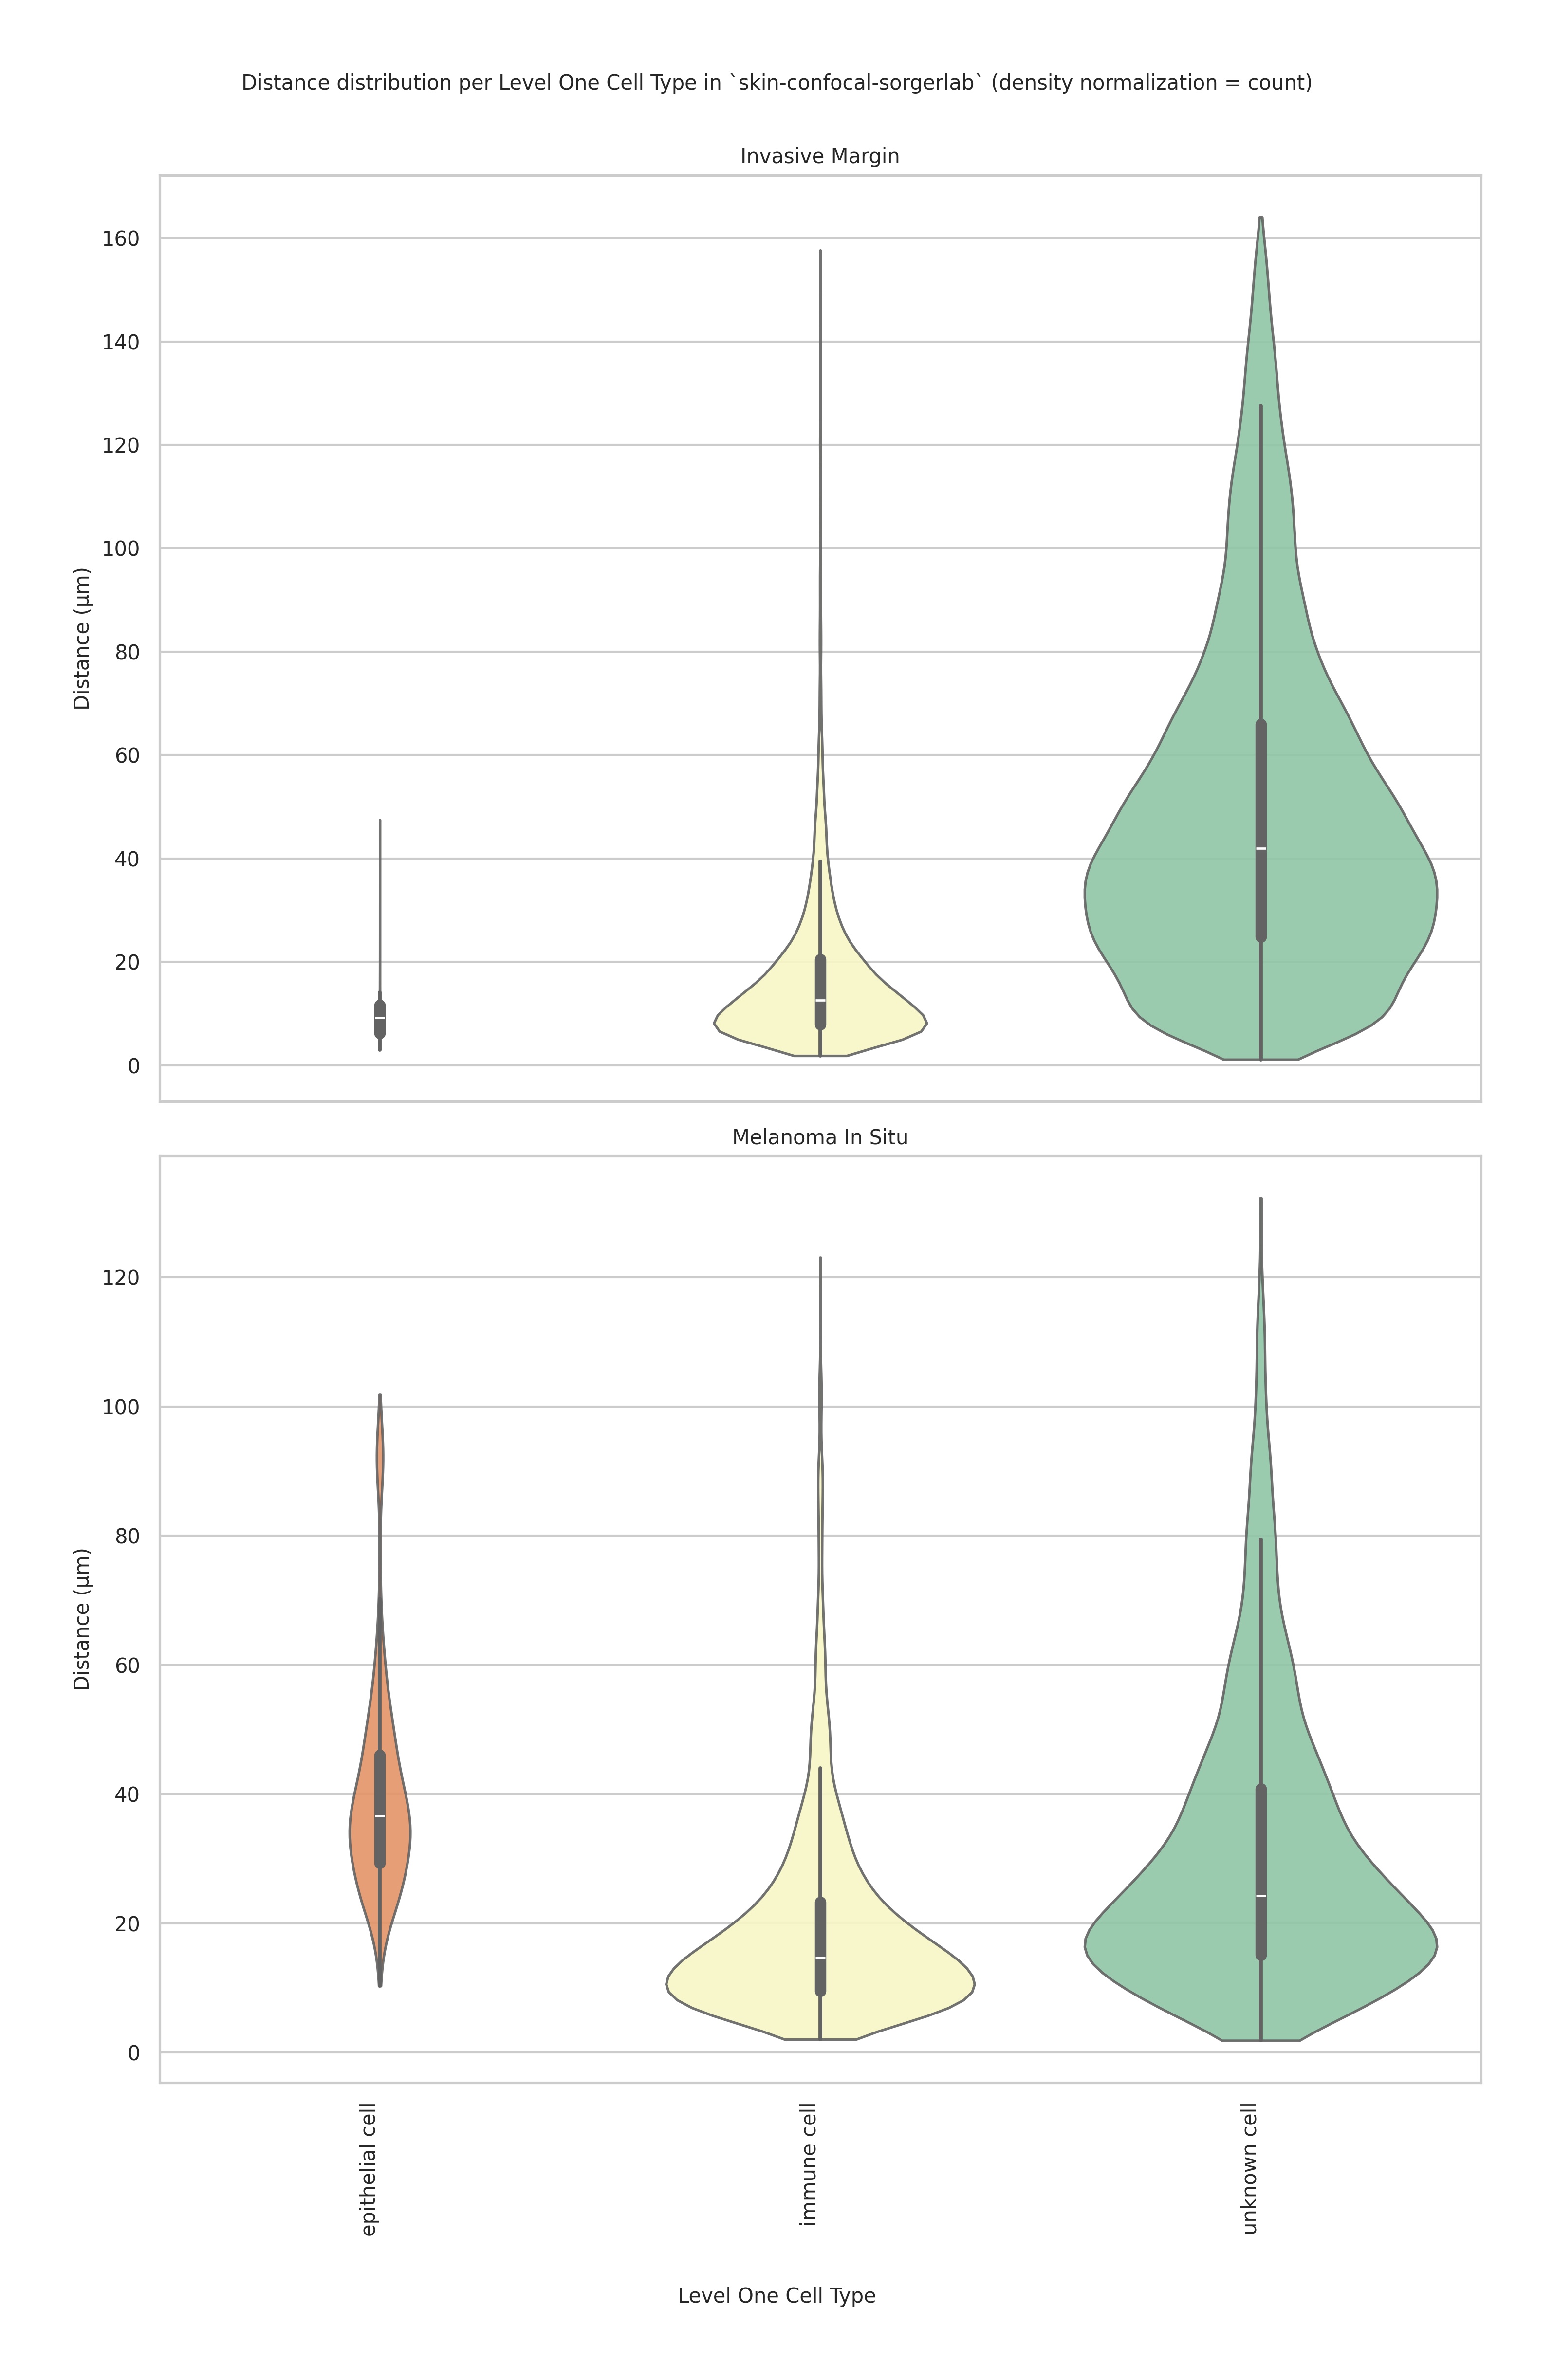 Distance distribution per Level One Cell Type in `skin-confocal-sorgerlab` (density normalization = count)
Invasive Margin
160
140
120
100
80
60
40
20
0
Distance (μm)
Melanoma In Situ
120
100
80
60
40
20
0
Distance (μm)
epithelial cell
immune cell
unknown cell
Level One Cell Type